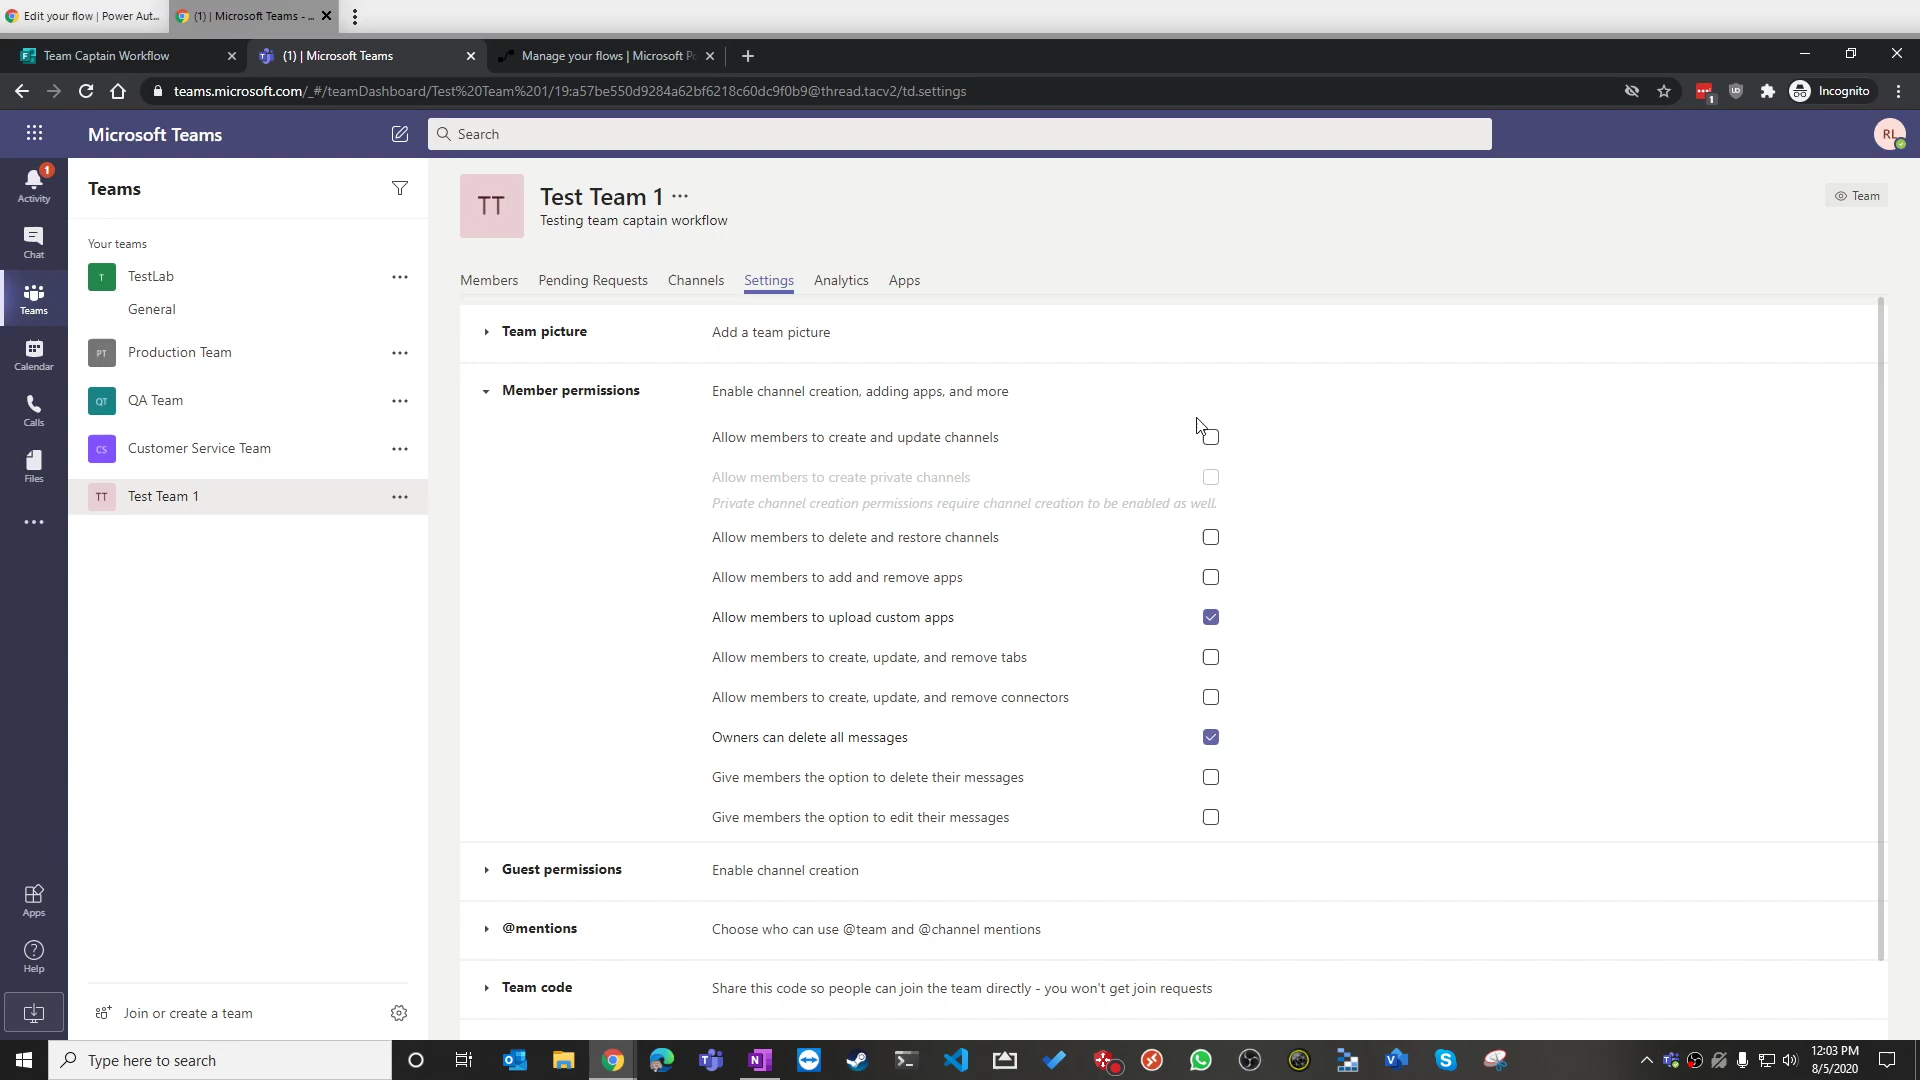 Edit your flow | Power Aut...
(1) | Microsoft Teams - ...
Team Captain Workflow
(1) | Microsoft Teams
Manage your flows | Microsoft Po
teams.microsoft.com/_#/teamDashboard/Test%20Team%201/19:a57be550d9284a62bf6218c60dc9f0b9@thread.tacv2/td.settings
1
Incognito
Microsoft Teams
Search
RL
1
Activity
Chat
Teams
Calendar
Calls
Files
Apps
Help
Teams
Your teams
T
TestLab
General
PT
Production Team
QT
QA Team
CS
Customer Service Team
TT
Test Team 1
Join or create a team
TT
Test Team 1
Testing team captain workflow
Team
Members
Pending Requests
Channels
Settings
Analytics
Apps
Team picture
Add a team picture
Member permissions
Enable channel creation, adding apps, and more
Allow members to create and update channels
Allow members to create private channels
Private channel creation permissions require channel creation to be enabled as well.
Allow members to delete and restore channels
Allow members to add and remove apps
Allow members to upload custom apps
Allow members to create, update, and remove tabs
Allow members to create, update, and remove connectors
Owners can delete all messages
Give members the option to delete their messages
Give members the option to edit their messages
Guest permissions
Enable channel creation
@mentions
Choose who can use @team and @channel mentions
Team code
Share this code so people can join the team directly - you won't get join requests
Type here to search
12:03 PM
8/5/2020